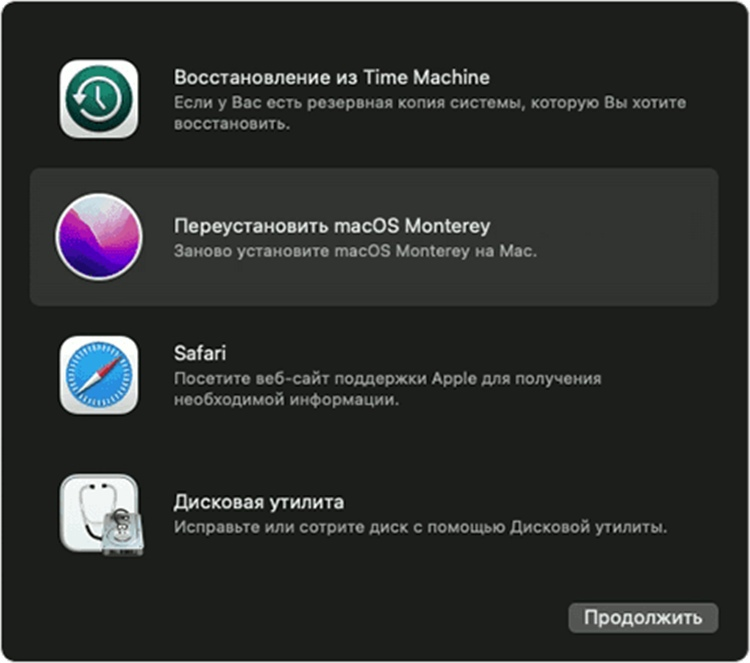 Восстановление из Time Machine
Если у Вас есть резервная копия системы, которую Вы хотите
восстановить.
Переустановить macOS Monterey
Заново установите macOS Monterey на Mac.
Safari
Посетите веб-сайт поддержки Apple для получения
необходимой информации.
Дисковая утилита
Исправьте или сотрите диск с помощью Дисковой утилиты.
Продолжить